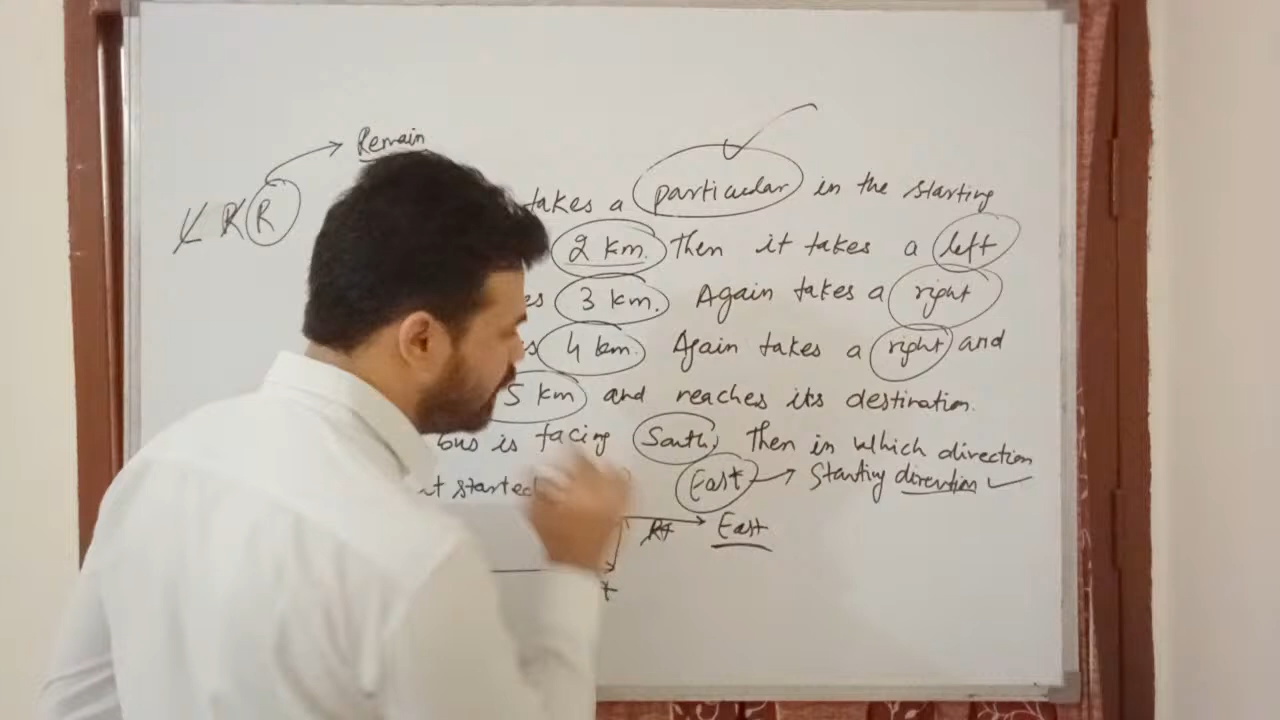 Remain
L R R
takes a particular in the starting
2 km. Then it takes a left
3 km. Again takes a right
4 km. Again takes a right and
5 km and reaches its destination.
bus is facing South, Then in which direction
it started East → Starting direction
Rt East